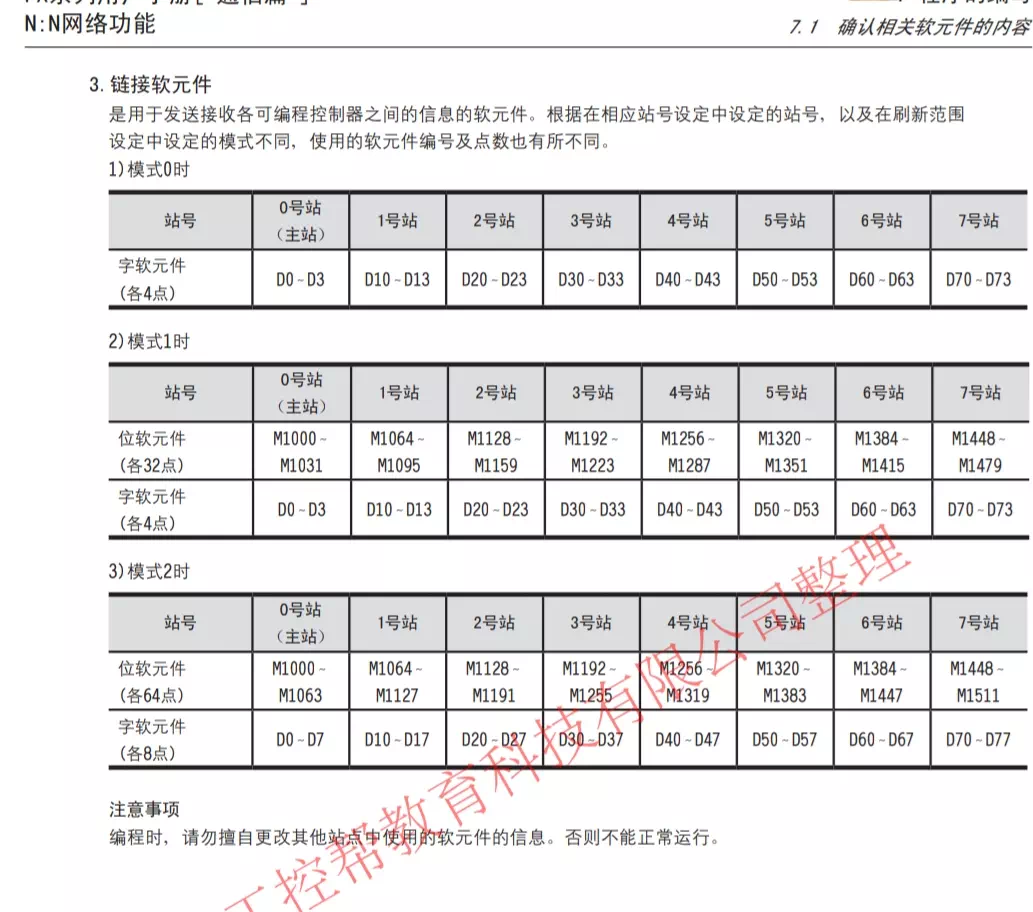 N:N网络功能
7.1 确认相关软元件的内容
3. 链接软元件
是用于发送接收各可编程控制器之间的信息的软元件。根据在相应站号设定中设定的站号，以及在刷新范围
设定中设定的模式不同，使用的软元件编号及点数也有所不同。
1)模式0时
站号 0号站（主站） 1号站 2号站 3号站 4号站 5号站 6号站 7号站
字软元件(各4点) D0~D3 D10~D13 D20~D23 D30~D33 D40~D43 D50~D53 D60~D63 D70~D73
2)模式1时
站号 0号站（主站） 1号站 2号站 3号站 4号站 5号站 6号站 7号站
位软元件(各32点) M1000~M1031 M1064~M1095 M1128~M1159 M1192~M1223 M1256~M1287 M1320~M1351 M1384~M1415 M1448~M1479
字软元件(各4点) D0~D3 D10~D13 D20~D23 D30~D33 D40~D43 D50~D53 D60~D63 D70~D73
3)模式2时
站号 0号站（主站） 1号站 2号站 3号站 4号站 5号站 6号站 7号站
位软元件(各64点) M1000~M1063 M1064~M1127 M1128~M1191 M1192~M1255 M1256~M1319 M1320~M1383 M1384~M1447 M1448~M1511
字软元件(各8点) D0~D7 D10~D17 D20~D27 D30~D37 D40~D47 D50~D57 D60~D67 D70~D77
注意事项
编程时，请勿擅自更改其他站点中使用的软元件的信息。否则不能正常运行。
工控帮教育科技有限公司整理